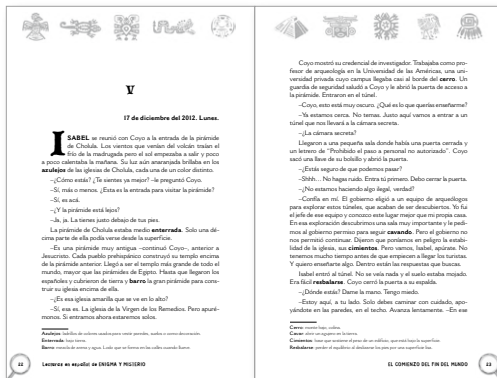 V
17 de diciembre del 2012. Lunes.
ISABEL se reunió con Coyo a la entrada de la pirámide
de Cholula. Los vientos que venían del volcán traían el
frío de la madrugada pero el sol empezaba a salir y poco
a poco calentaba la mañana. Su luz aún anaranjada brillaba en los
azulejos de las iglesias de Cholula, cada una de un color distinto.
–¿Cómo estás? ¿Te sientes ya mejor? –le preguntó Coyo.
–Sí, más o menos. ¿Esta es la entrada para visitar la pirámide?
–Sí, es acá.
–¿Y la pirámide está lejos?
–Ja, ja. La tienes justo debajo de tus pies.
La pirámide de Cholula estaba medio enterrada. Solo una dé-
cima parte de ella podía verse desde la superficie.
–Es una pirámide muy antigua –continuó Coyo–, anterior a
Jesucristo. Cada pueblo prehispánico construyó su templo encima
de la pirámide anterior. Llegó a ser el templo más grande de todo el
mundo, mayor que las pirámides de Egipto. Hasta que llegaron los
españoles y cubrieron de tierra y barro la gran pirámide para cons-
truir su iglesia encima de ella.
–¿Es esa iglesia amarilla que se ve en lo alto?
–Sí, esa es. La iglesia de la Virgen de los Remedios. Pero apuré-
monos. Si entramos ahora estaremos solos.
Azulejos: ladrillos de colores usados para vestir paredes, suelos o como decoración.
Enterrada: bajo tierra.
Barro: mezcla de arena y agua. Lodo que se forma en las calles cuando llueve.
22 Lecturas en español de ENIGMA Y MISTERIO
Coyo mostró su credencial de investigador. Trabajaba como pro-
fesor de arqueología en la Universidad de las Américas, una uni-
versidad privada cuyo campus llegaba casi al borde del cerro. Un
guardia de seguridad saludó a Coyo y le abrió la puerta de acceso a
la pirámide. Entraron en el túnel.
–Coyo, esto está muy oscuro. ¿Qué es lo que querías enseñarme?
–Ya estamos cerca. No temas. Justo aquí vamos a entrar a un
túnel que nos llevará a la cámara secreta.
–¿La cámara secreta?
Llegaron a una pequeña sala donde había una puerta cerrada y
un letrero de “Prohibido el paso a personal no autorizado”. Coyo
sacó una llave de su bolsillo y abrió la puerta.
–¿Estás seguro de que podemos pasar?
–Shhh… No hagas ruido. Entra tú primero. Debo cerrar la puerta.
–¿No estamos haciendo algo ilegal, verdad?
–Confía en mí. El gobierno eligió a un equipo de arqueólogos
para explorar estos túneles, que acaban de ser descubiertos. Yo fui
el jefe de ese equipo y conozco este lugar mejor que mi propia casa.
En esa exploración descubrimos una sala muy importante y le pedi-
mos al gobierno permiso para seguir cavando. Pero el gobierno no
nos permitió continuar. Dijeron que poníamos en peligro la estabi-
lidad de la iglesia, sus cimientos. Pero vamos, Isabel, apúrate. No
tenemos mucho tiempo antes de que empiecen a llegar los turistas.
Y quiero enseñarte algo. Dentro están las respuestas que buscas.
Isabel entró al túnel. No se veía nada y el suelo estaba mojado.
Era fácil resbalarse. Coyo cerró la puerta a su espalda.
–¿Dónde estás? Dame la mano. Tengo miedo.
–Estoy aquí, a tu lado. Solo debes caminar con cuidado, apo-
yándote en las paredes, en el techo. Avanza lentamente. –En ese
Cerro: monte bajo, colina.
Cavar: abrir un agujero en la tierra.
Cimientos: base que sostiene el peso de un edificio, que está bajo la superficie.
Resbalarse: perder el equilibrio al deslizarse los pies por una superficie lisa.
EL COMIENZO DEL FIN DEL MUNDO 23